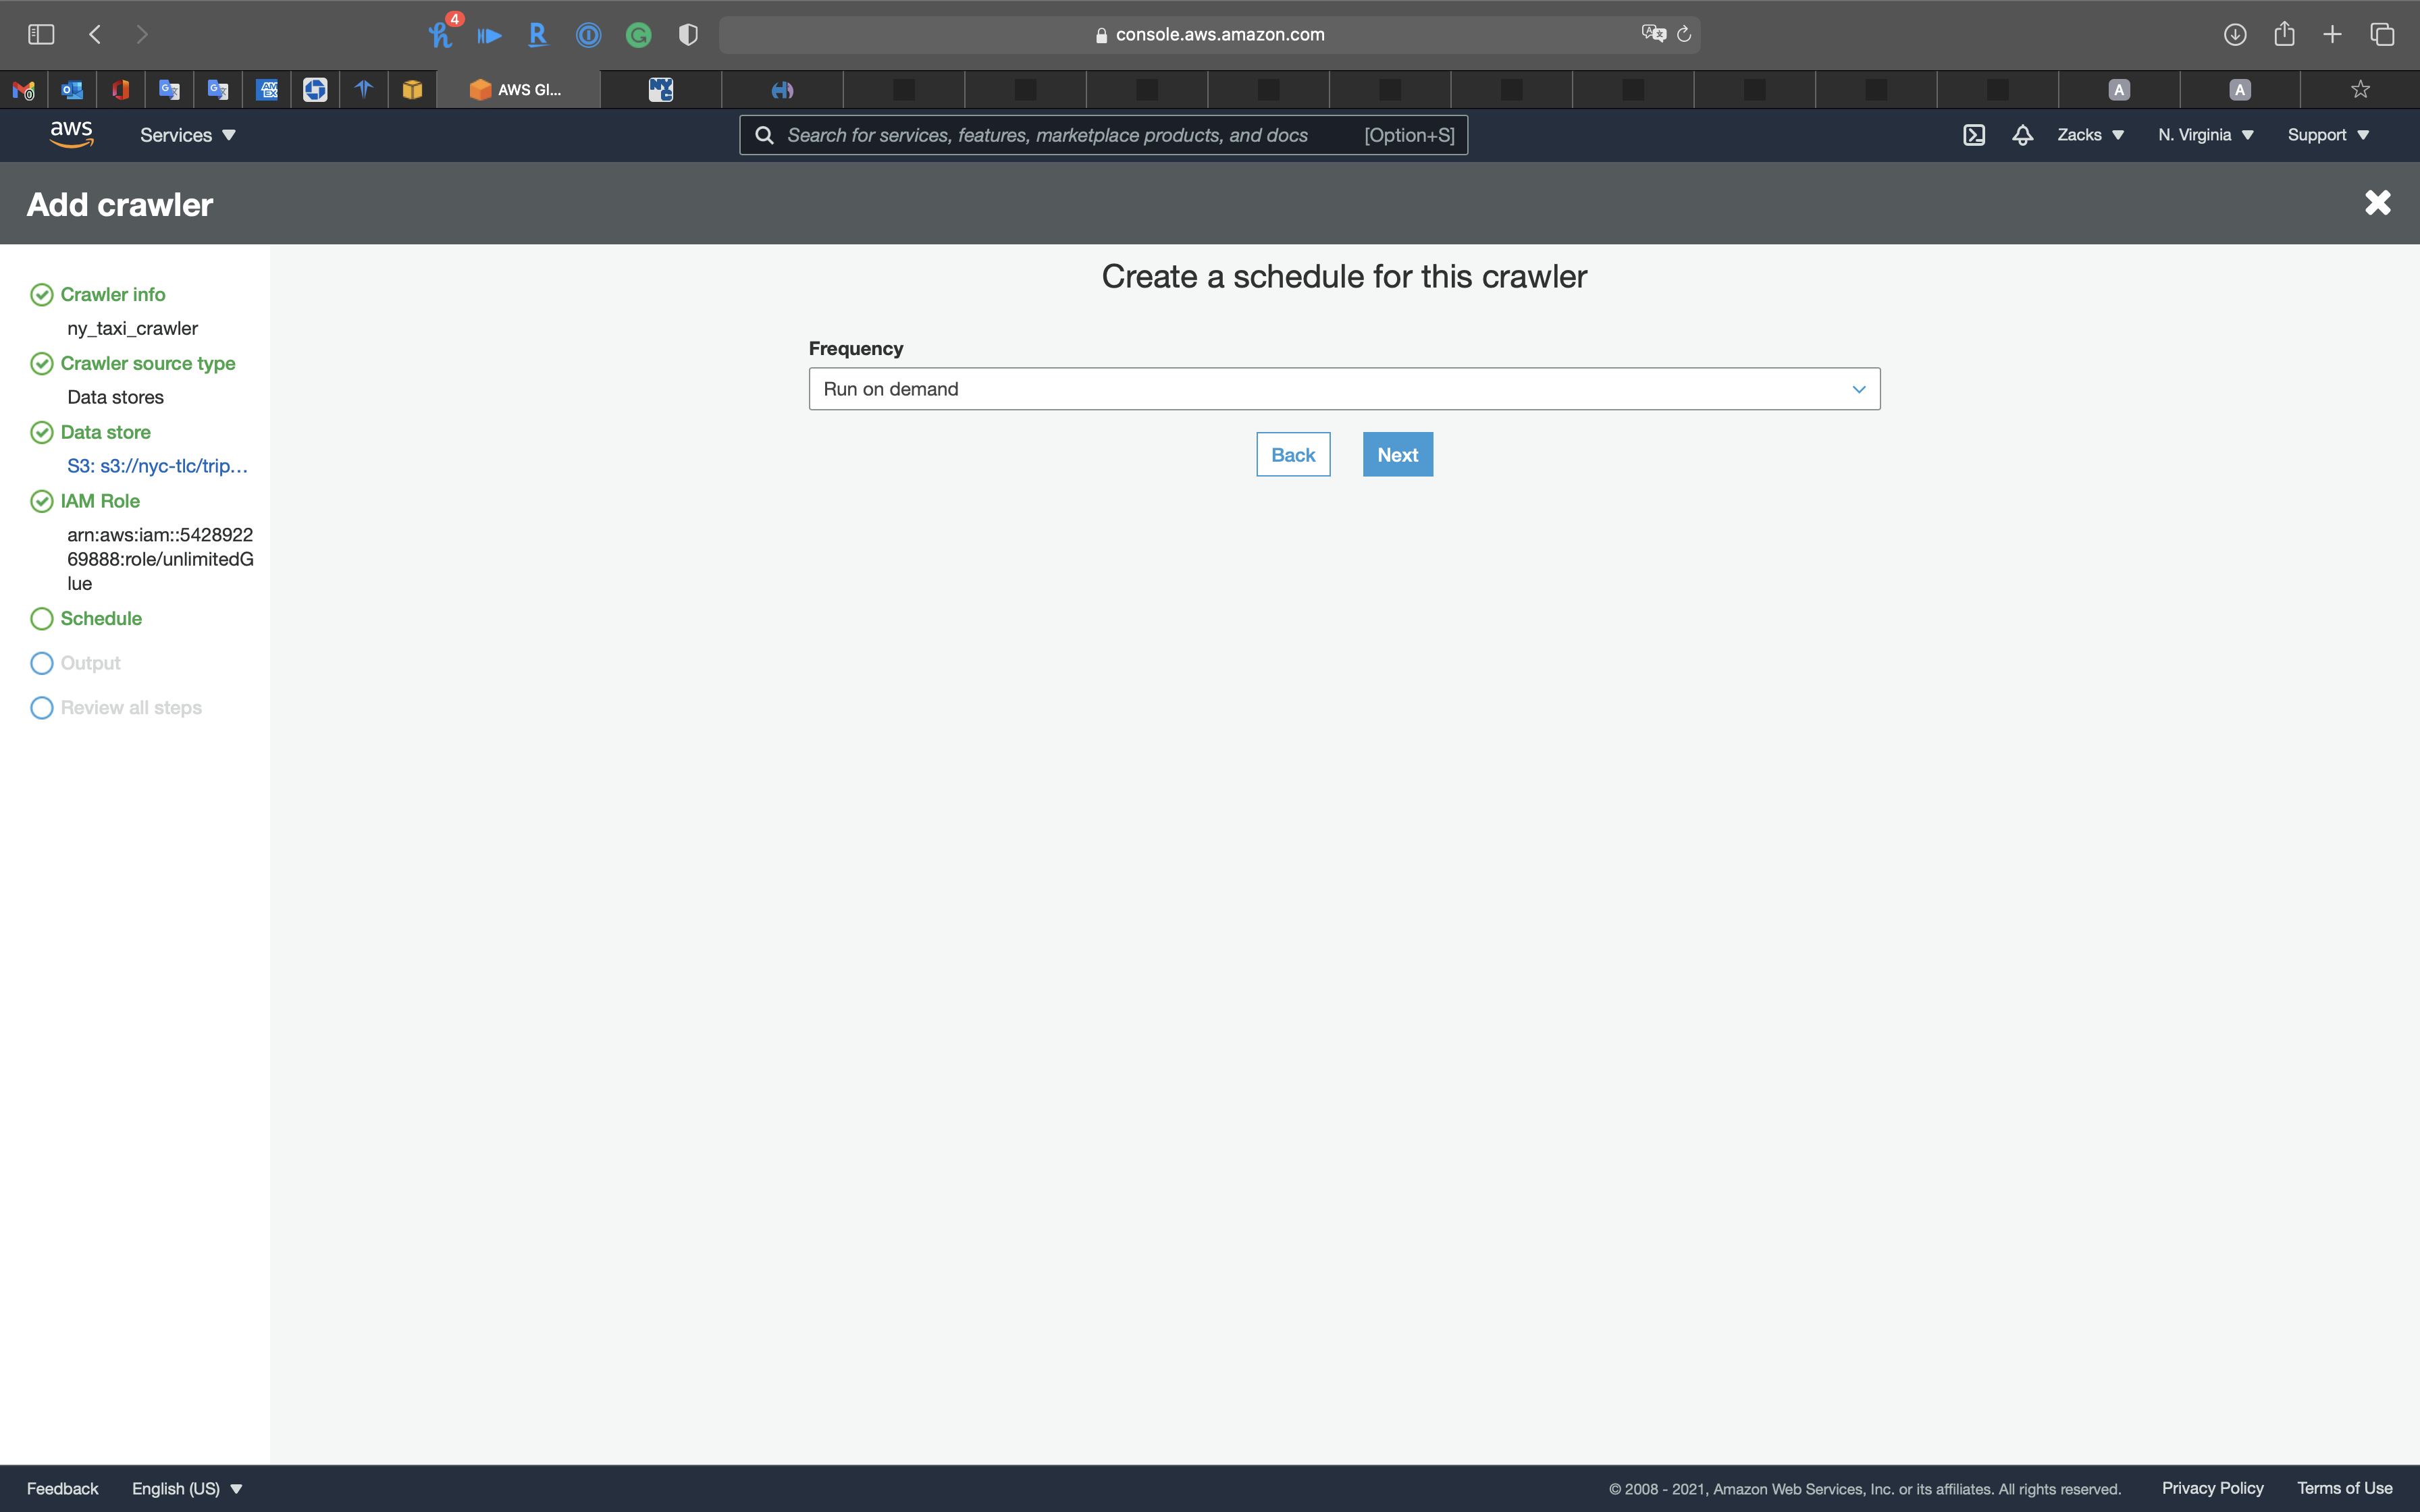 4
console.aws.amazon.com
AWS Gl...
A
A
aws
Services
Search for services, features, marketplace products, and docs
[Option+S]
Zacks
N. Virginia
Support
Add crawler
Crawler info
ny_taxi_crawler
Crawler source type
Data stores
Data store
S3: s3://nyc-tlc/trip...
IAM Role
arn:aws:iam::5428922
69888:role/unlimitedG
lue
Schedule
Output
Review all steps
Create a schedule for this crawler
Frequency
Run on demand
Back
Next
Feedback
English (US)
© 2008 - 2021, Amazon Web Services, Inc. or its affiliates. All rights reserved.
Privacy Policy
Terms of Use